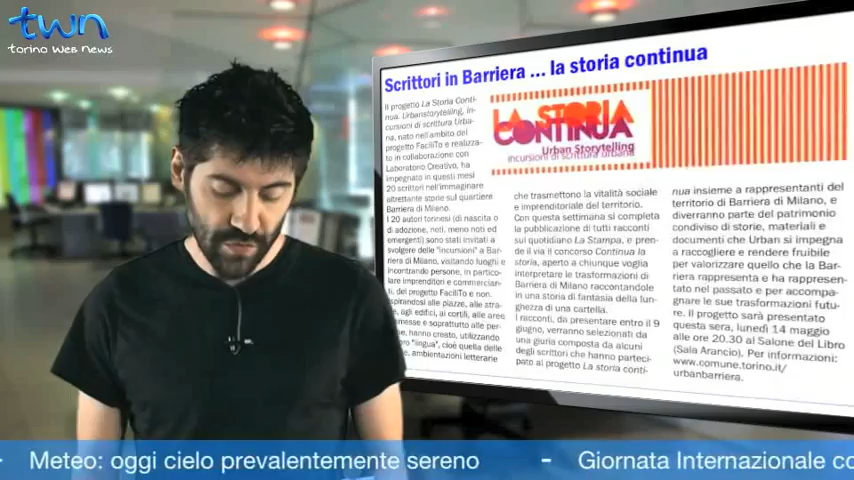 twn
torino web news
Scrittori in Barriera ... la storia continua
Il progetto La Storia Conti-
nua. Urbanstorytelling, in-
cursioni di scrittura Urba-
na, nato nell'ambito del
progetto FaciliTo e realizza-
to in collaborazione con
Laboratorio Creativo, ha
impegnato in questi mesi
20 scrittori nell'immaginare
altrettante storie sul quartiere
Barriera di Milano.
I 20 autori torinesi (di nascita o
di adozione, noti, meno noti ed
emergenti) sono stati invitati a
svolgere delle "incursioni" a Bar-
riera di Milano, visitando luoghi e
incontrando persone, in partico-
lare imprenditori e commercian-
ti, del progetto FaciliTo e non.
spirandosi alle piazze, alle stra-
, agli edifici, ai cortili, alle aree
messe e soprattutto alle per-
e, hanno creato, utilizzando
ro "lingua", cioè quella delle
e, ambientazioni letterarie
LA STORIA
CONTINUA
Urban Storytelling
incursioni di scrittura urbana
che trasmettono la vitalità sociale
e imprenditoriale del territorio.
Con questa settimana si completa
la pubblicazione di tutti racconti
sul quotidiano La Stampa, e pren-
de il via il concorso Continua la
storia, aperto a chiunque voglia
interpretare le trasformazioni di
Barriera di Milano raccontandole
in una storia di fantasia della lun-
ghezza di una cartella.
I racconti, da presentare entro il 9
giugno, verranno selezionati da
una giuria composta da alcuni
degli scrittori che hanno parteci-
pato al progetto La storia conti-
nua insieme a rappresentanti del
territorio di Barriera di Milano, e
diverranno parte del patrimonio
condiviso di storie, materiali e
documenti che Urban si impegna
a raccogliere e rendere fruibile
per valorizzare quello che la Bar-
riera rappresenta e ha rappresen-
tato nel passato e per accompa-
gnare le sue trasformazioni futu-
re. Il progetto sarà presentato
questa sera, lunedì 14 maggio
alle ore 20.30 al Salone del Libro
(Sala Arancio). Per informazioni:
www.comune.torino.it/
urbanbarriera.
- Meteo: oggi cielo prevalentemente sereno - Giornata Internazionale co